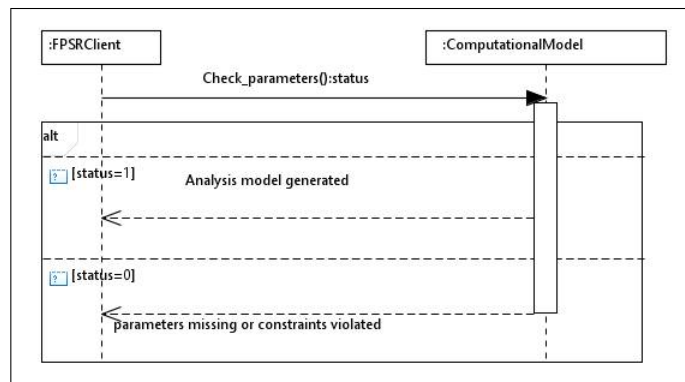 :FPSRClient
:ComputationalModel
Check_parameters():status
alt
? [status=1]
Analysis model generated
? [status=0]
parameters missing or constraints violated